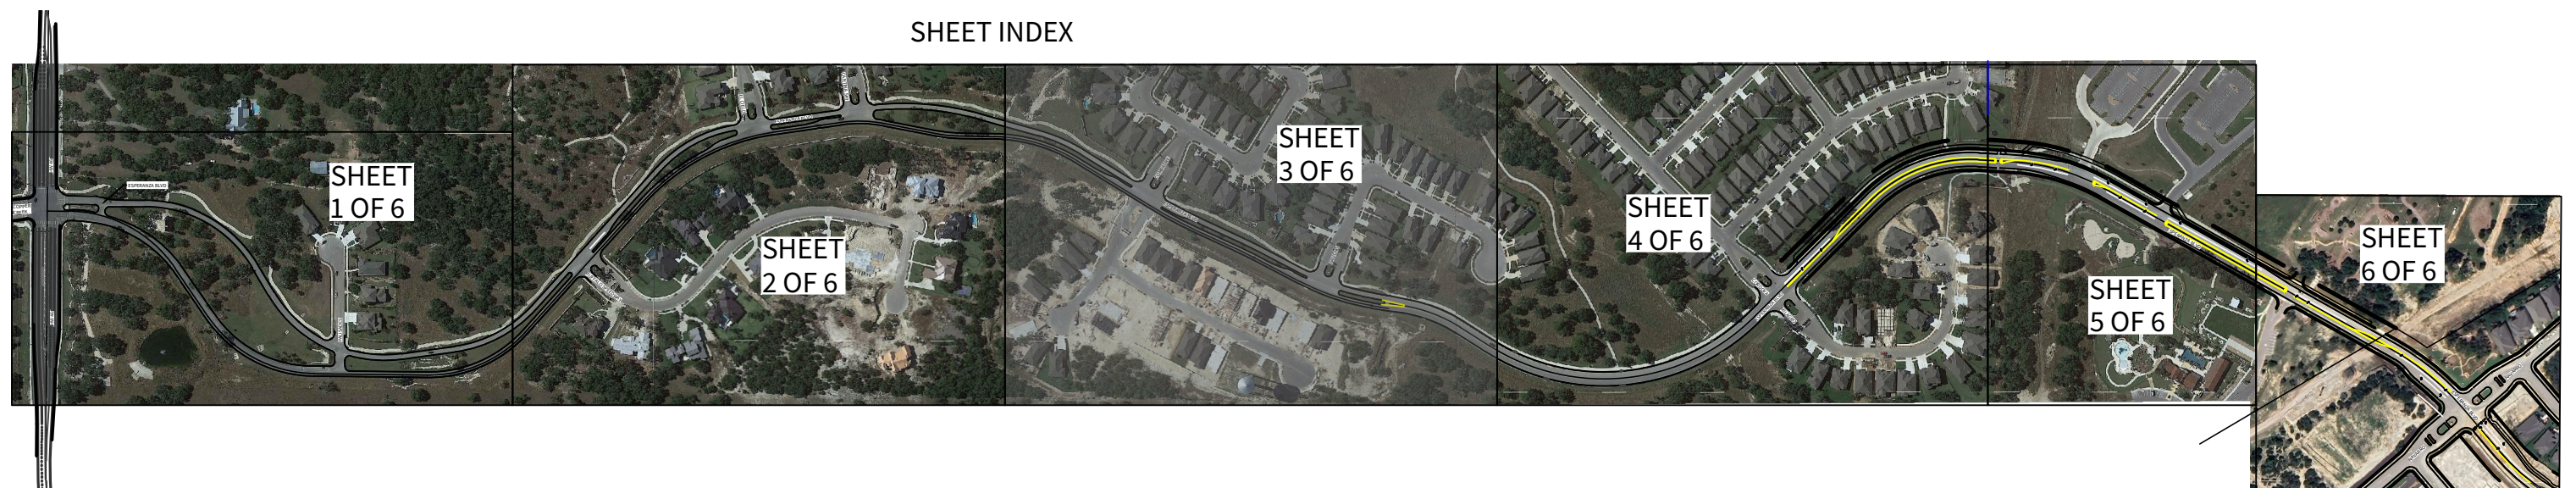 SHEET INDEX
SHEET
1 OF 6
ESPERANZA BLVD
SHEET
2 OF 6
SHEET
3 OF 6
SHEET
4 OF 6
SHEET
5 OF 6
SHEET
6 OF 6